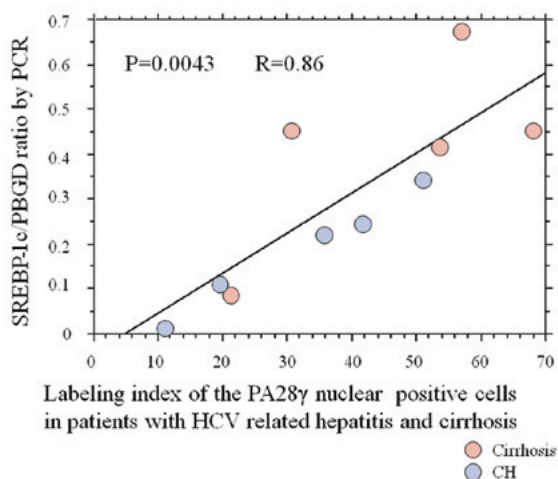 SREBP-1c/PBGD ratio by PCR
0.7
0.6
0.5
0.4
0.3
0.2
0.1
0
P=0.0043 R=0.86
0 10 20 30 40 50 60 70
Labeling index of the PA28γ nuclear positive cells
in patients with HCV related hepatitis and cirrhosis
Cirrhosis
CH